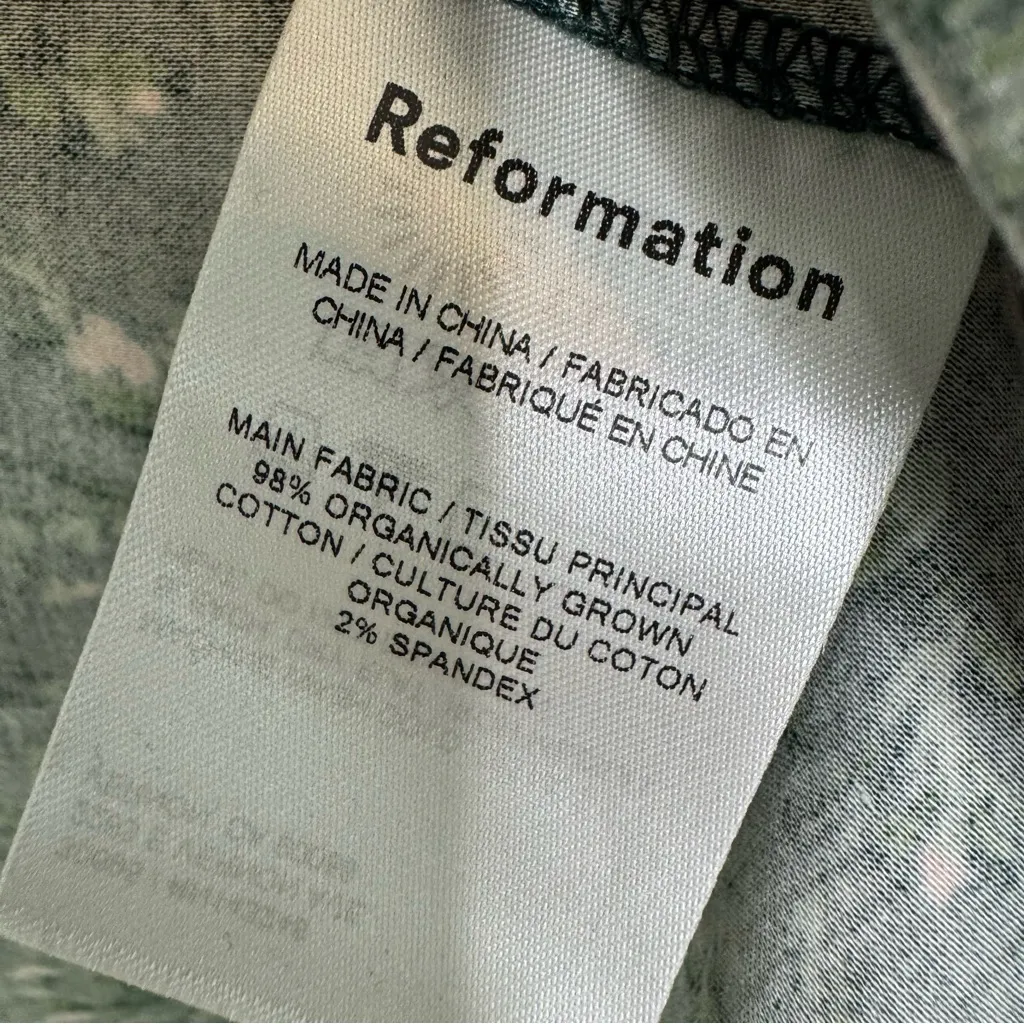 Reformation
MADE IN CHINA / FABRICADO EN
CHINA / FABRIQUÉ EN CHINE
MAIN FABRIC / TISSU PRINCIPAL
98% ORGANICALLY GROWN
COTTON / CULTURE DU COTON
ORGANIQUE
2% SPANDEX